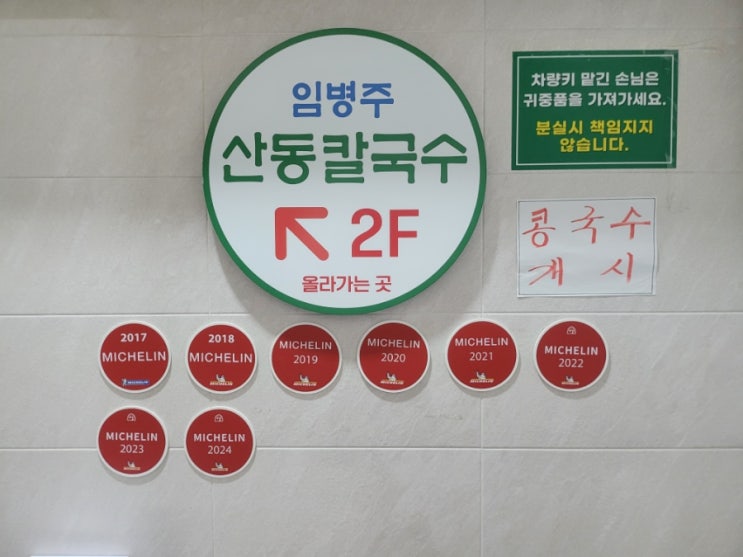 임병주
산동칼국수
2F
올라가는 곳
차량키 맡긴 손님은
귀중품을 가져가세요.
분실시 책임지지
않습니다.
콩국수
개시
2017
MICHELIN
2018
MICHELIN
MICHELIN
2019
MICHELIN
2020
MICHELIN
2021
MICHELIN
2022
MICHELIN
2023
MICHELIN
2024